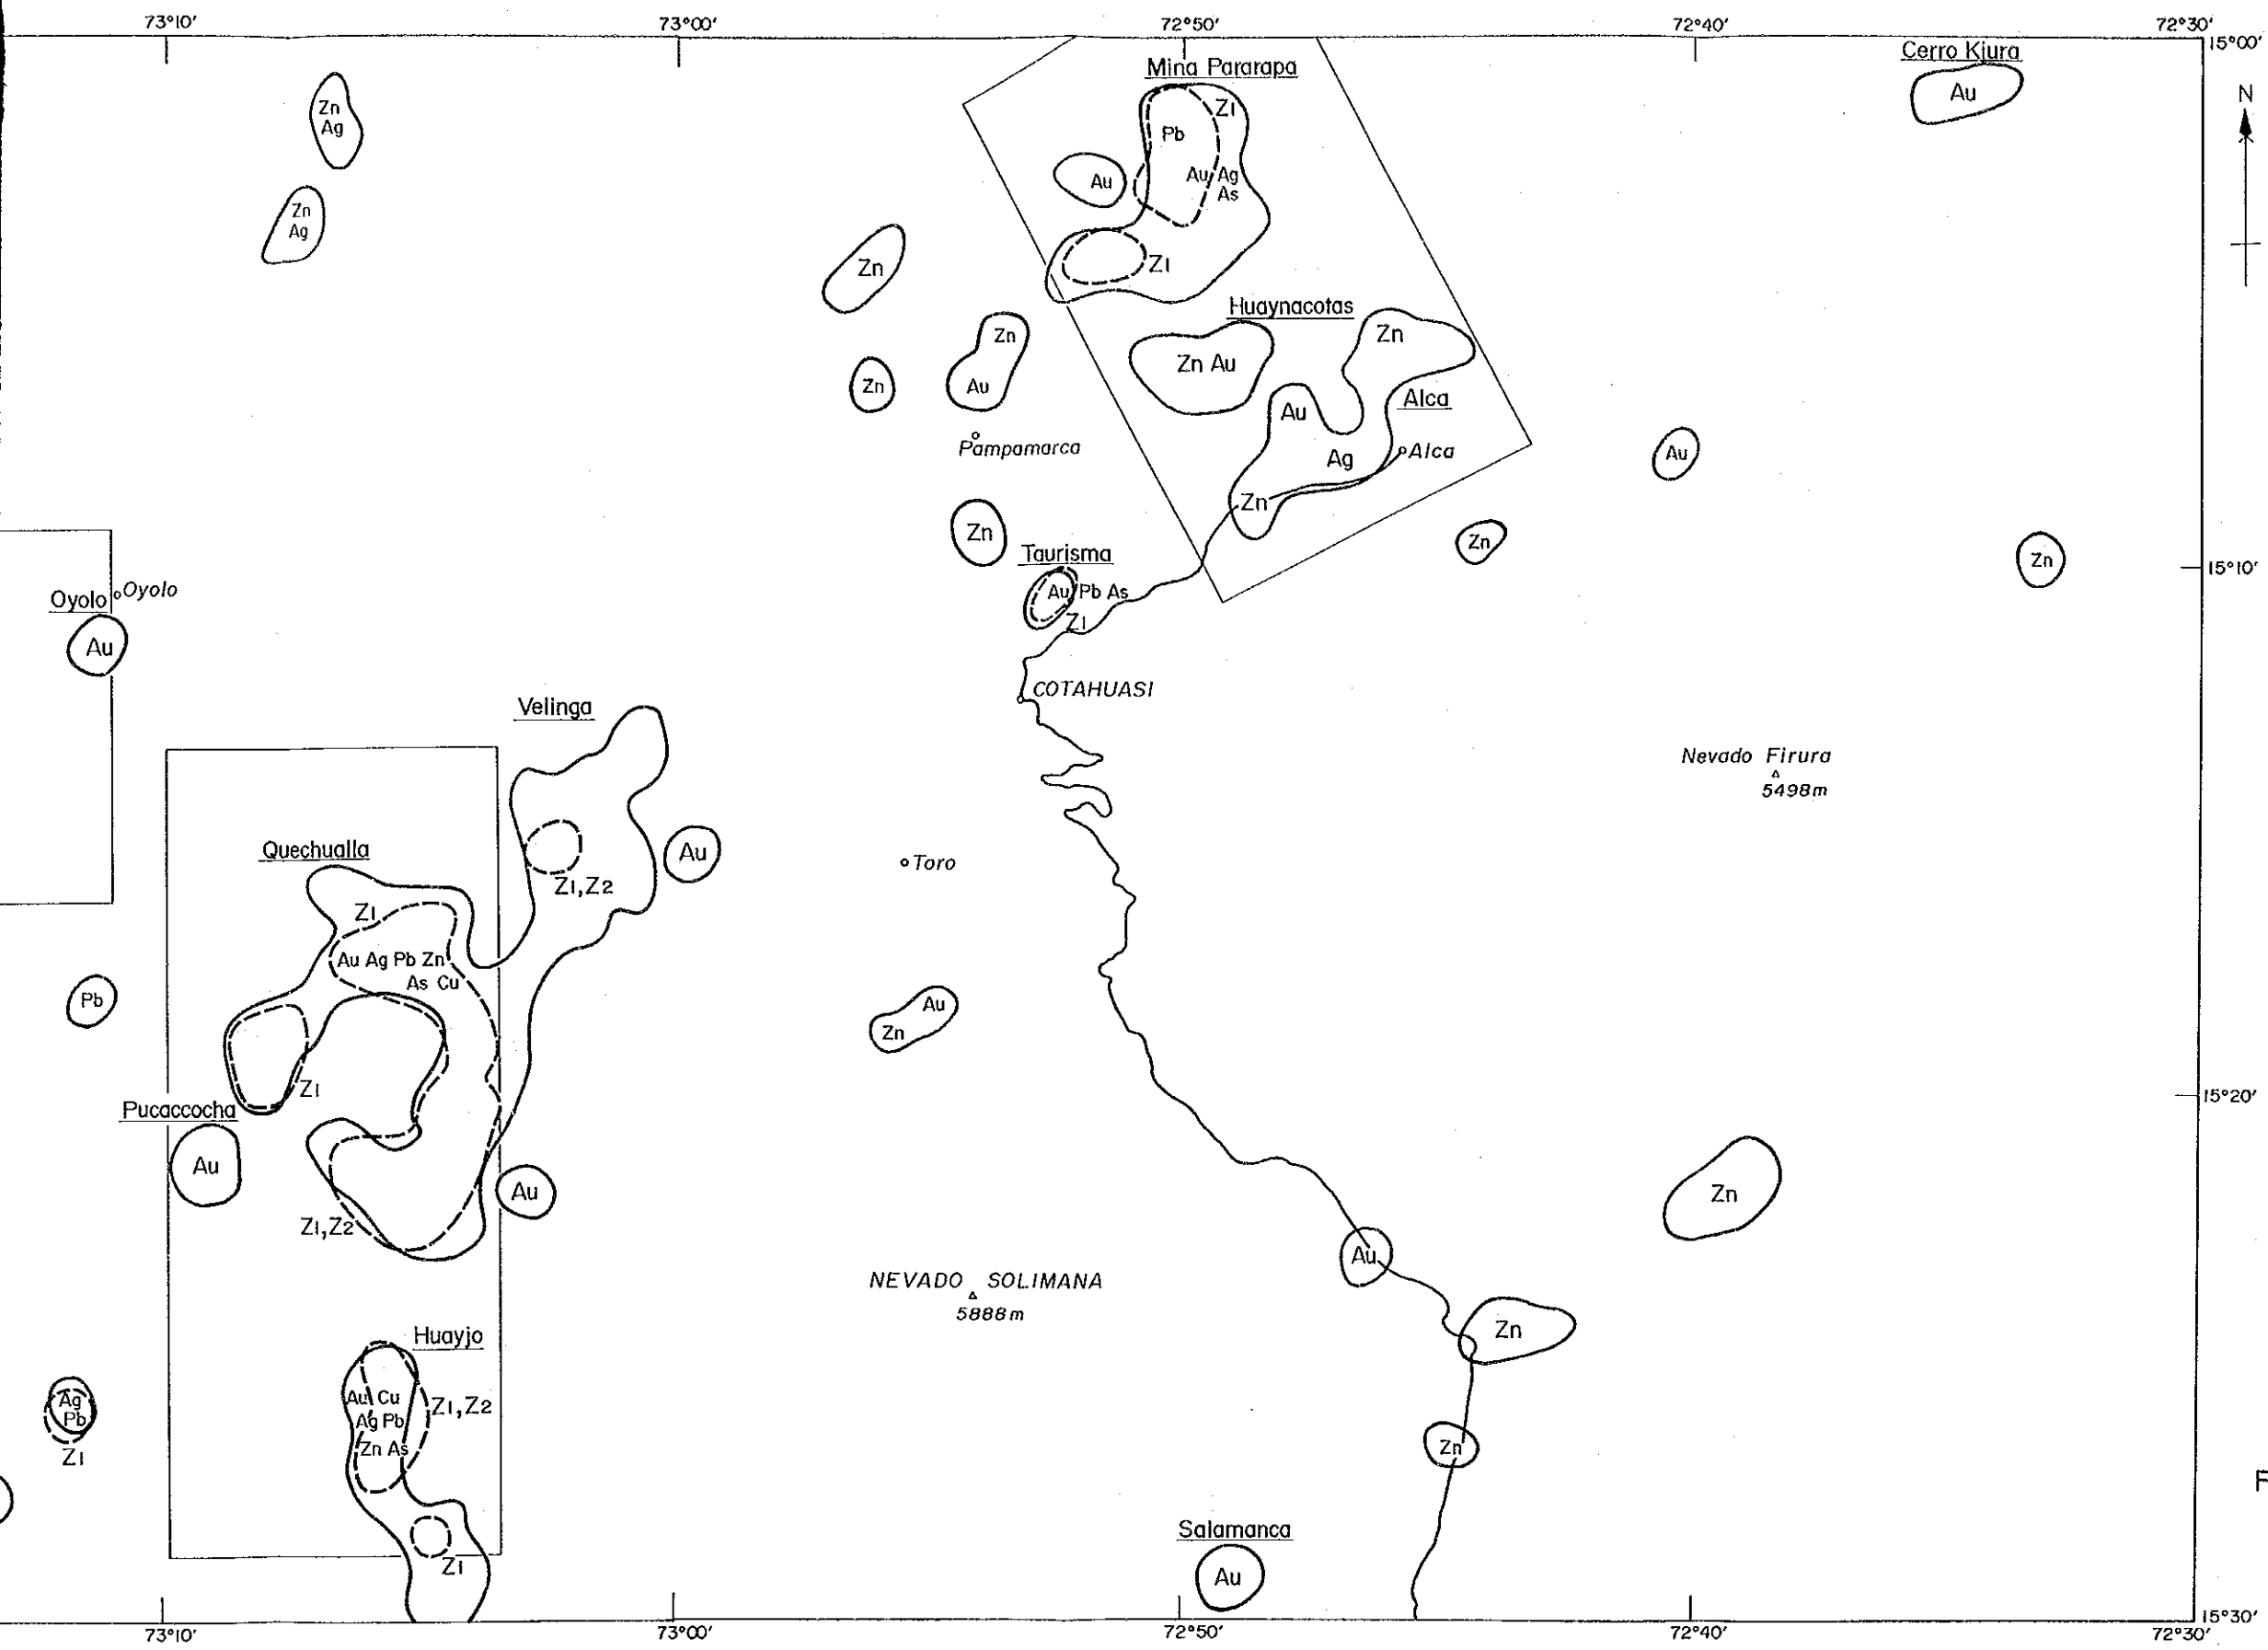 73°10′ 73°00′ 72°50′ 72°40′ 72°30′
15°00′
Cerro Kiura
Au
N
Mina Pararapa
Z1
Pb
Au Ag
As
Au
Z1
Zn
Ag
Zn
Ag
Zn
Zn
Au
Zn
Pampamarca
Huaynacotas
Zn Au
Zn
Au
Alca
Ag
Alca
Zn
Au
Zn
Zn
15°10′
Zn
Taurisma
Au Pb As
Z1
Oyolo
Oyolo
Au
COTAHUASI
Velinga
Z1,Z2
Au
Nevado Firura
5498m
Toro
Quechualla
Z1
Au Ag Pb Zn
As Cu
Pb
Z1
Au
Zn
Pucaccocha
Au
Au
Z1,Z2
15°20′
Zn
Au
NEVADO SOLIMANA
5888m
Zn
Huayjo
Au Cu
Ag Pb
Zn As
Z1,Z2
Z1
Ag
Pb
Z1
Zn
F
Salamanca
Au
15°30′
73°10′ 73°00′ 72°50′ 72°40′ 72°30′